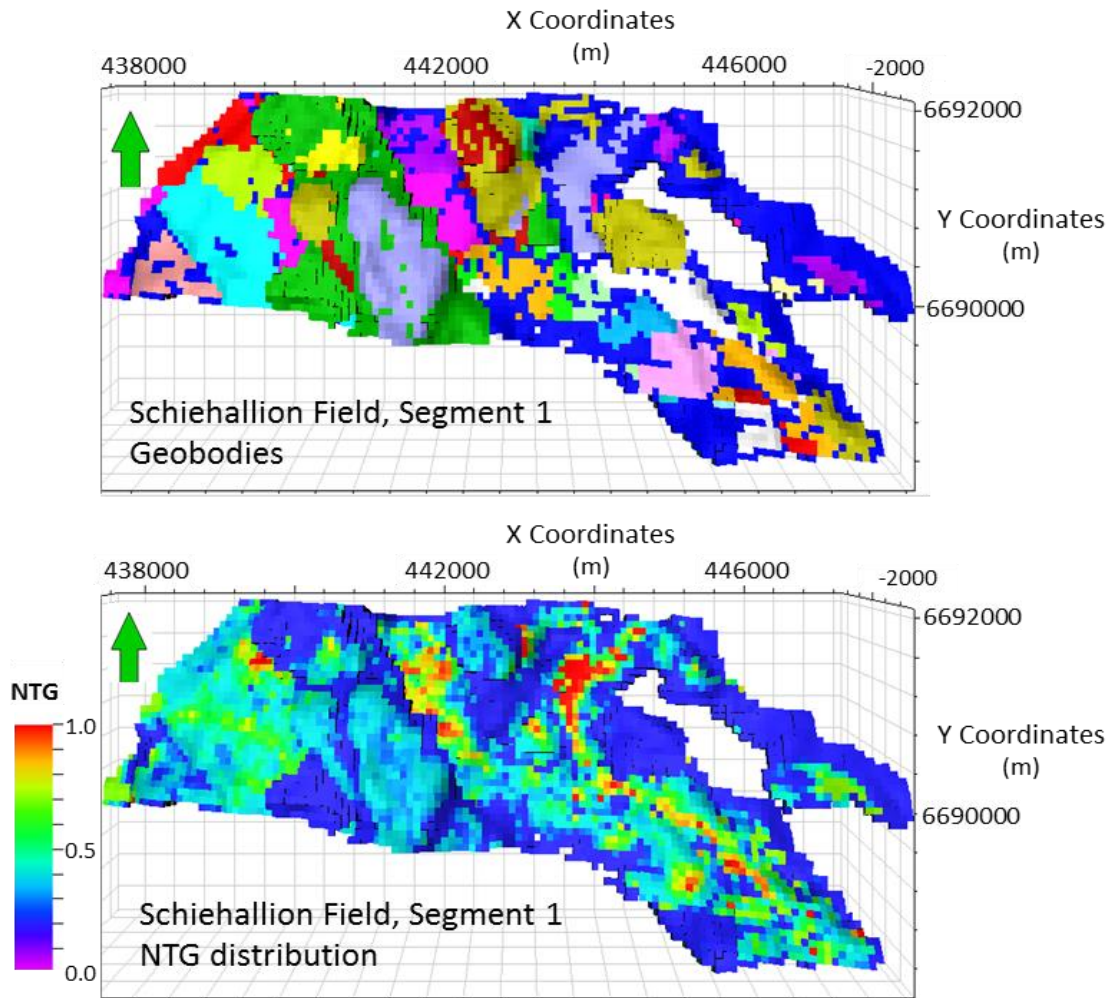 X Coordinates
(m)
438000 442000 446000 -2000
6692000
Y Coordinates
(m)
6690000
Schiehallion Field, Segment 1
Geobodies
X Coordinates
(m)
438000 442000 446000 -2000
6692000
NTG
1.0
Y Coordinates
(m)
6690000
0.5
Schiehallion Field, Segment 1
NTG distribution
0.0